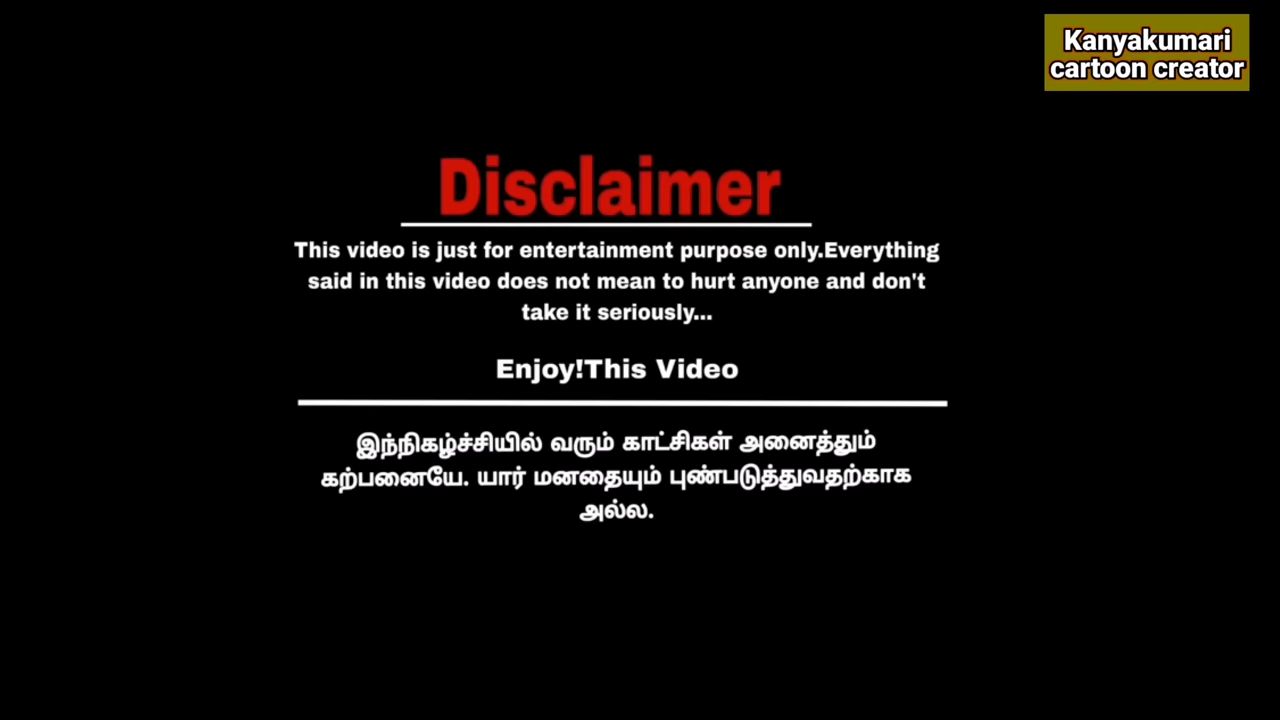 Kanyakumari
cartoon creator
Disclaimer
This video is just for entertainment purpose only.Everything
said in this video does not mean to hurt anyone and don't
take it seriously...
Enjoy!This Video
இந்நிகழ்ச்சியில் வரும் காட்சிகள் அனைத்தும்
கற்பனையே. யார் மனதையும் புண்படுத்துவதற்காக
அல்ல.